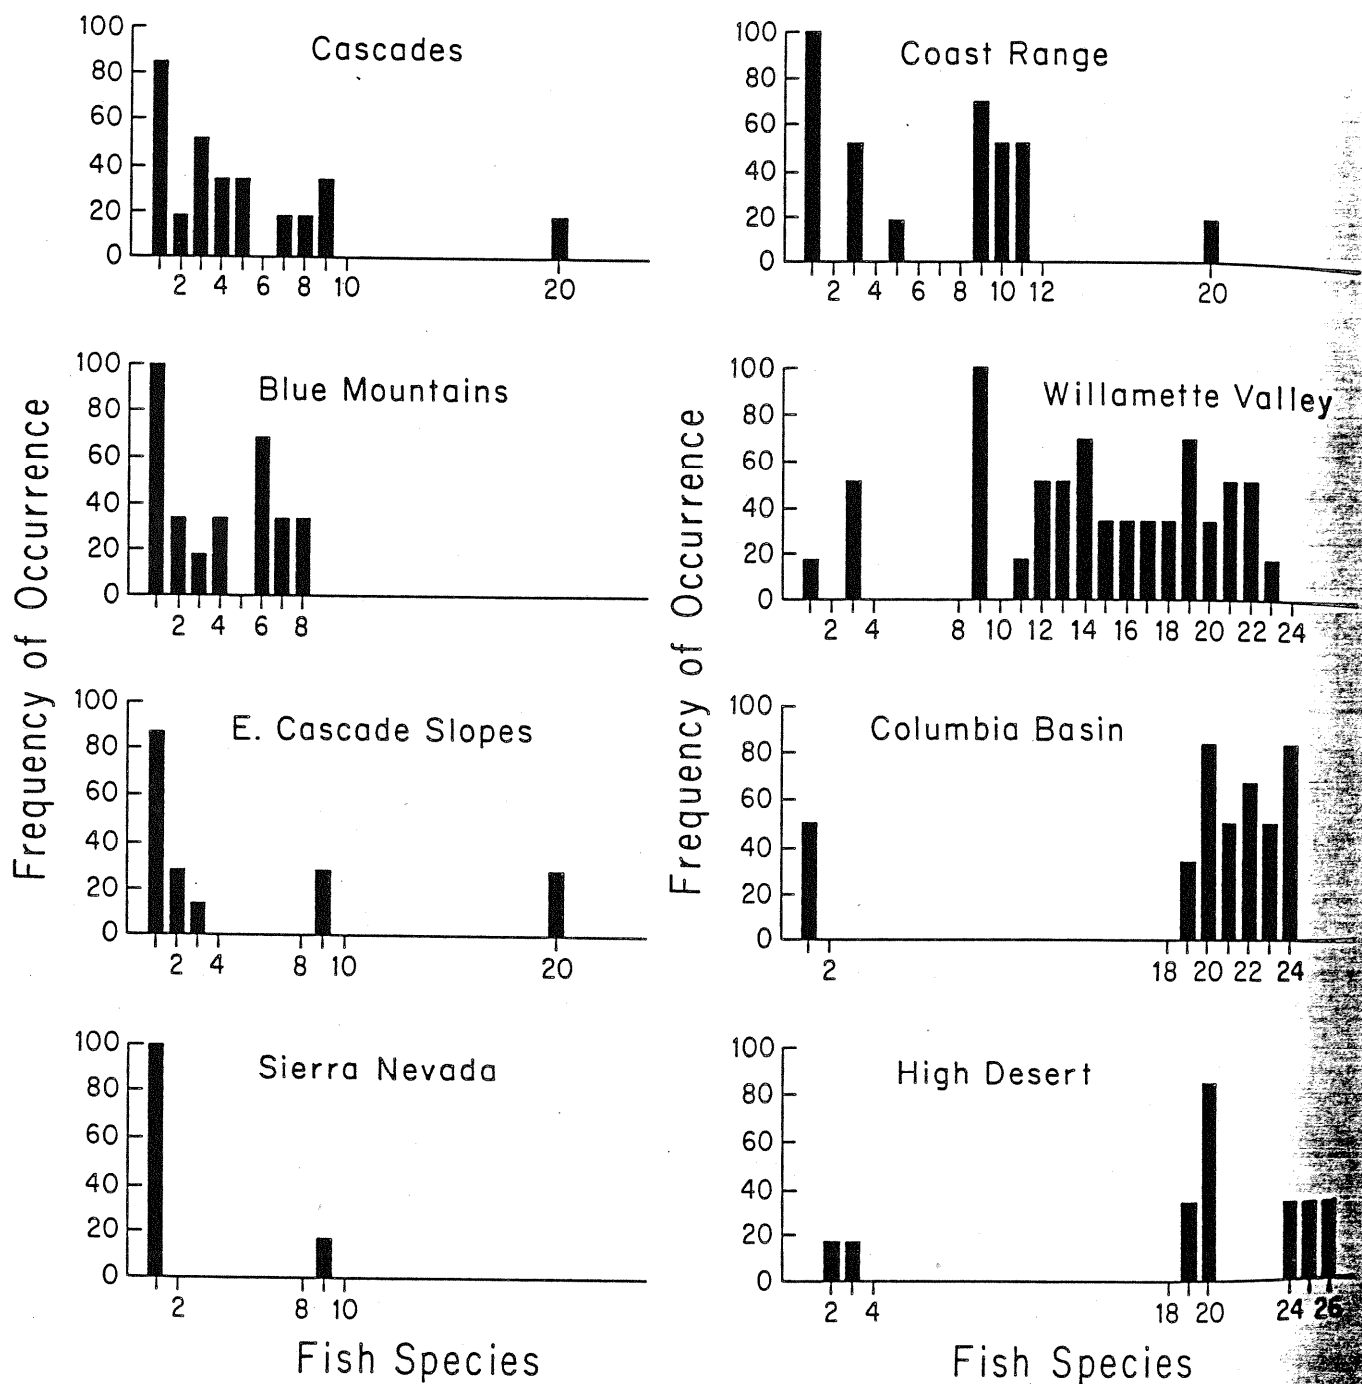 Frequency of Occurrence
Cascades
100
80
60
40
20
0
2 4 6 8 10 20
Blue Mountains
100
80
60
40
20
0
2 4 6 8
E. Cascade Slopes
100
80
60
40
20
0
2 4 8 10 20
Sierra Nevada
100
80
60
40
20
0
2 8 10
Fish Species
Frequency of Occurrence
Coast Range
100
80
60
40
20
0
2 4 6 8 10 12 20
Willamette Valley
100
80
60
40
20
0
2 4 8 10 12 14 16 18 20 22 24
Columbia Basin
100
80
60
40
20
0
2 18 20 22 24
High Desert
100
80
60
40
20
0
2 4 18 20 24 26
Fish Species